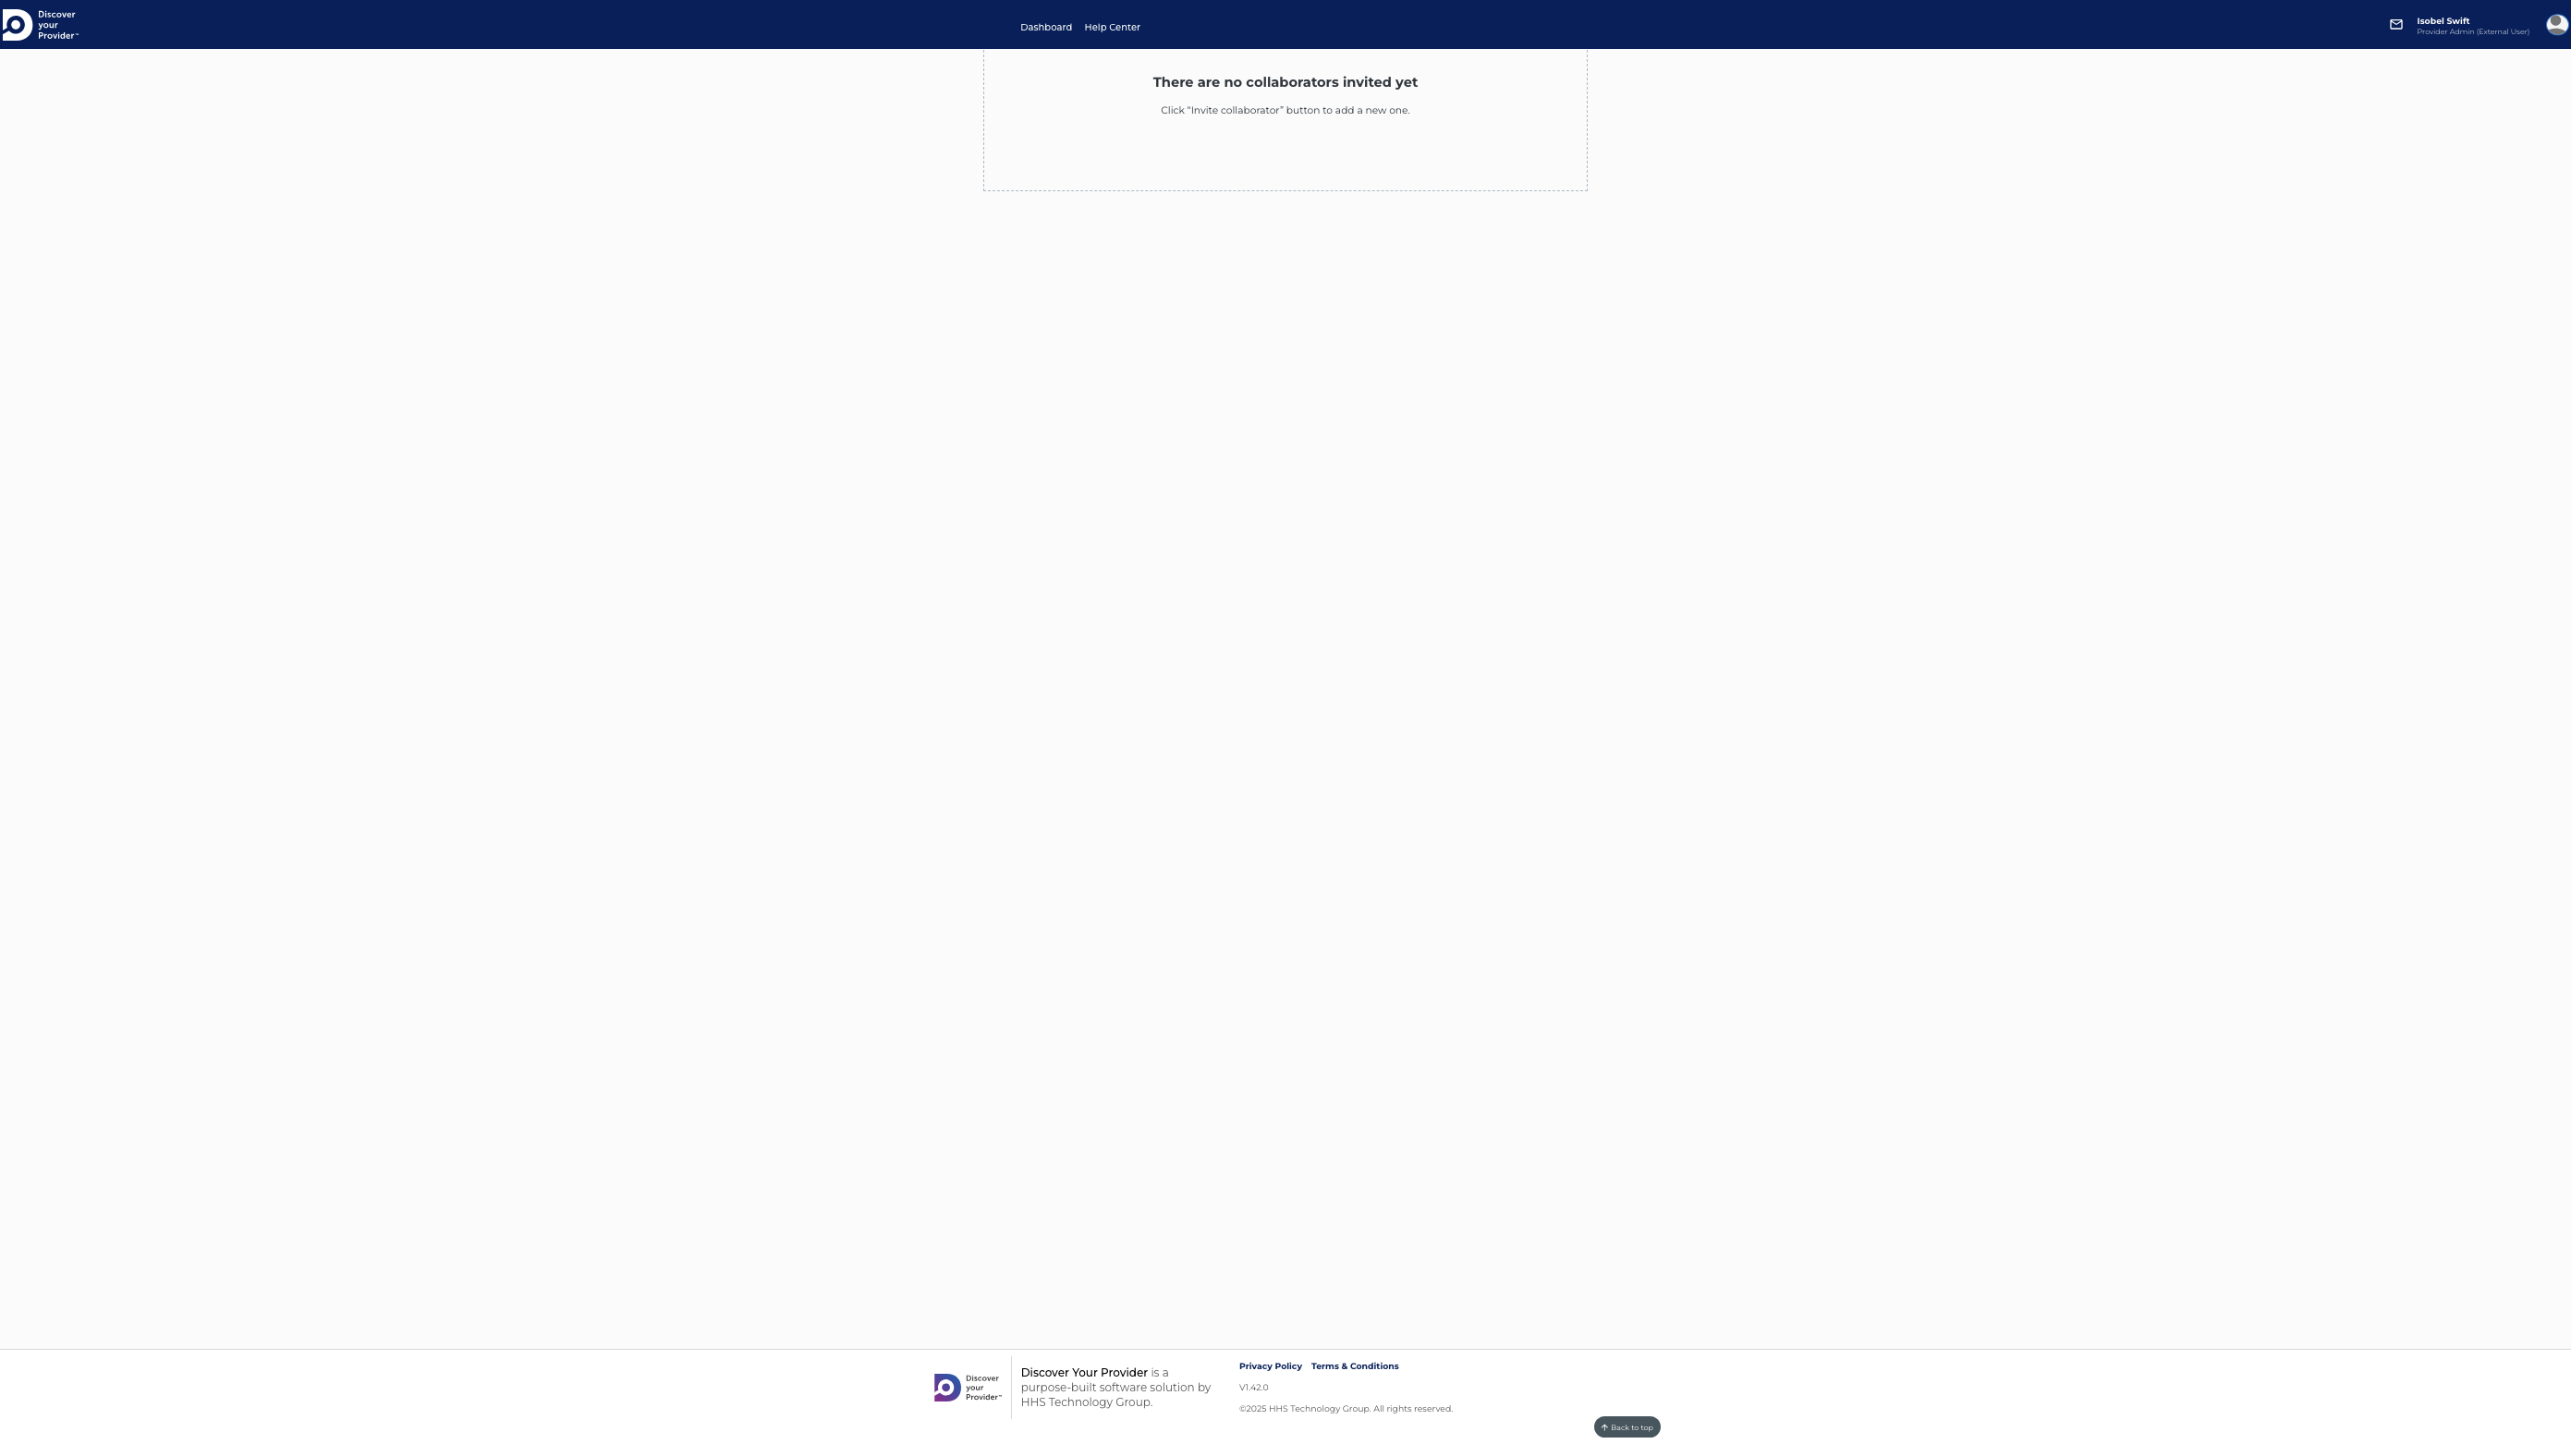 Discover
your
Provider™
Dashboard Help Center
Isobel Swift
Provider Admin (External User)
There are no collaborators invited yet
Click “Invite collaborator” button to add a new one.
Discover
your
Provider™
Discover Your Provider is a
purpose-built software solution by
HHS Technology Group.
Privacy Policy Terms & Conditions
V1.42.0
©2025 HHS Technology Group. All rights reserved.
Back to top